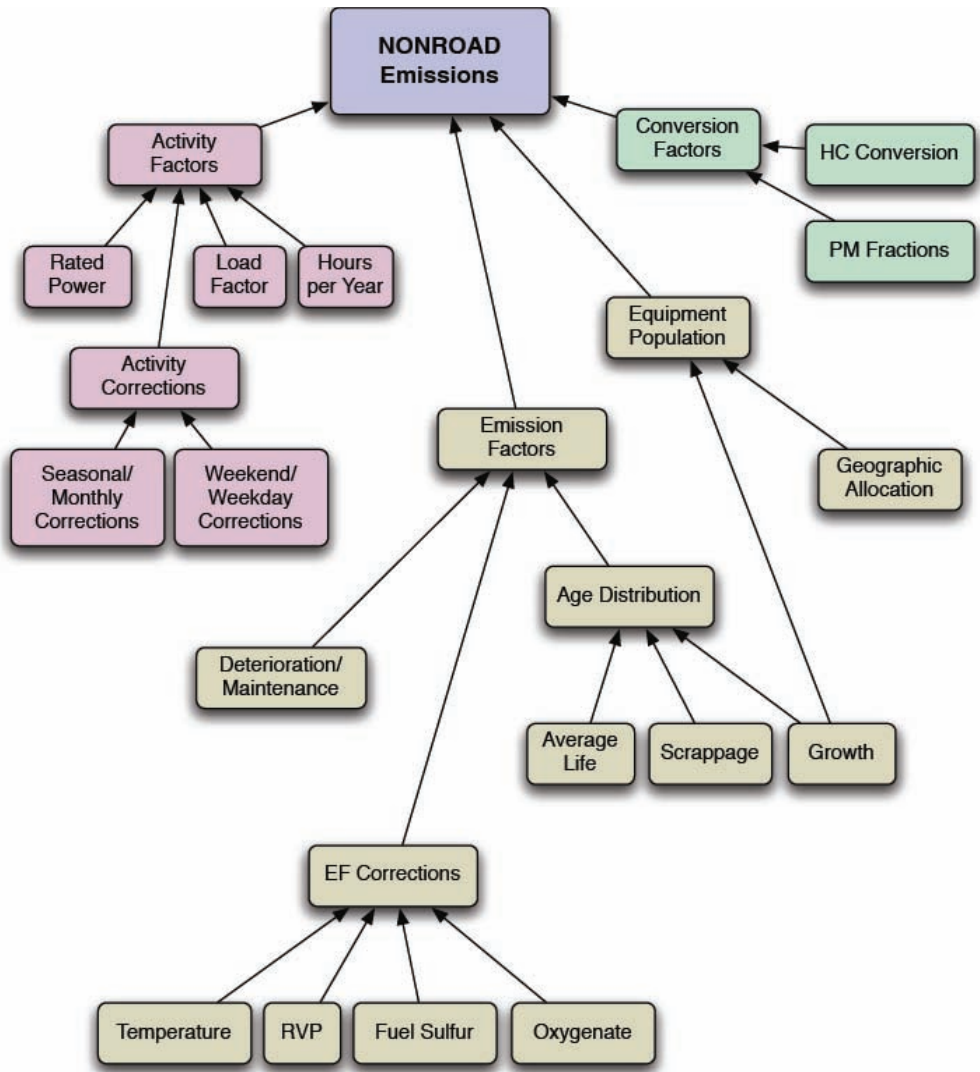 NONROAD
Emissions
Activity
Factors
Conversion
Factors
HC Conversion
PM Fractions
Rated
Power
Load
Factor
Hours
per Year
Equipment
Population
Activity
Corrections
Emission
Factors
Seasonal/
Monthly
Corrections
Weekend/
Weekday
Corrections
Geographic
Allocation
Age Distribution
Deterioration/
Maintenance
Average
Life
Scrappage
Growth
EF Corrections
Temperature
RVP
Fuel Sulfur
Oxygenate